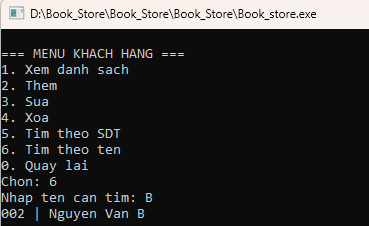 D:\Book_Store\Book_Store\Book_Store\Book_store.exe
=== MENU KHACH HANG ===
1. Xem danh sach
2. Them
3. Sua
4. Xoa
5. Tim theo SDT
6. Tim theo ten
0. Quay lai
Chon: 6
Nhap ten can tim: B
002 | Nguyen Van B